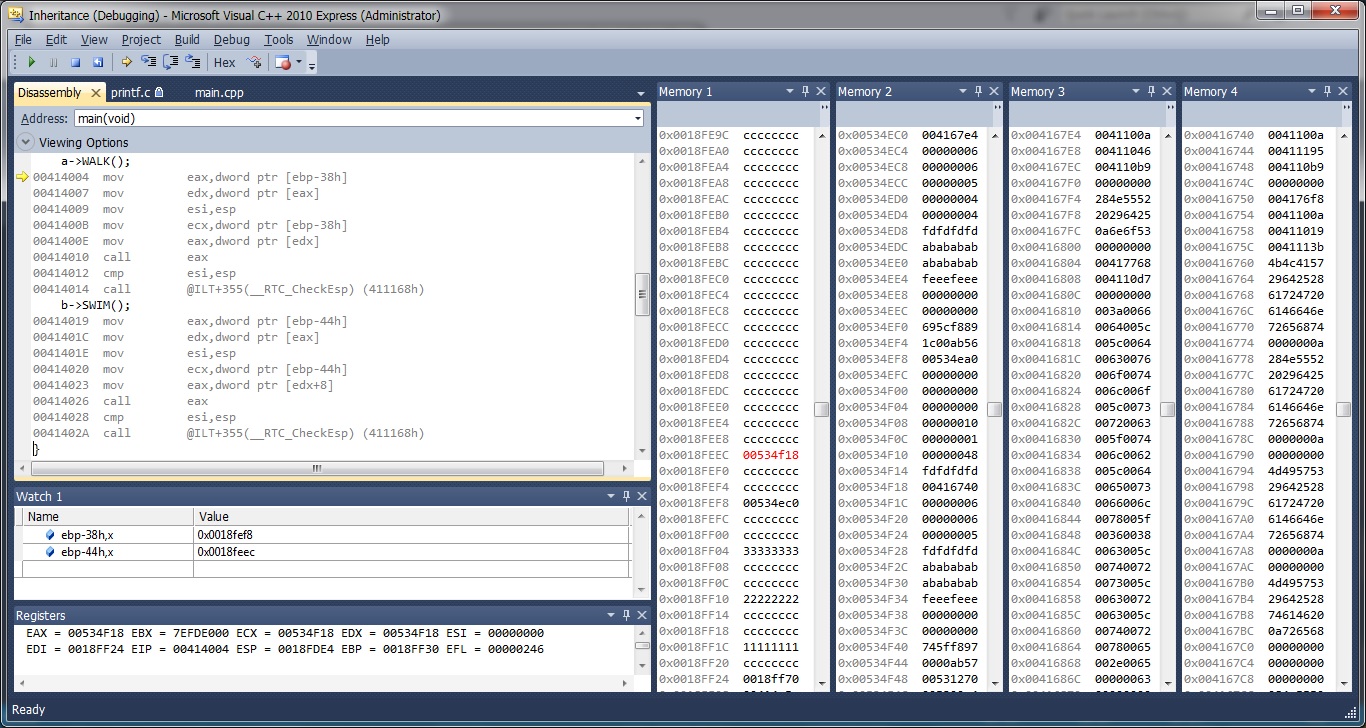 Inheritance (Debugging) - Microsoft Visual C++ 2010 Express (Administrator)
File Edit View Project Build Debug Tools Window Help
Hex
Disassembly printf.c main.cpp
Address: main(void)
Viewing Options
a->WALK();
00414004 mov eax,dword ptr [ebp-38h]
00414007 mov edx,dword ptr [eax]
00414009 mov esi,esp
0041400B mov ecx,dword ptr [ebp-38h]
0041400E mov eax,dword ptr [edx]
00414010 call eax
00414012 cmp esi,esp
00414014 call @ILT+355(__RTC_CheckEsp) (411168h)
b->SWIM();
00414019 mov eax,dword ptr [ebp-44h]
0041401C mov edx,dword ptr [eax]
0041401E mov esi,esp
00414020 mov ecx,dword ptr [ebp-44h]
00414023 mov eax,dword ptr [edx+8]
00414026 call eax
00414028 cmp esi,esp
0041402A call @ILT+355(__RTC_CheckEsp) (411168h)
}
Watch 1
Name Value
ebp-38h,x 0x0018fef8
ebp-44h,x 0x0018feec
Registers
EAX = 00534F18 EBX = 7EFDE000 ECX = 00534F18 EDX = 00534F18 ESI = 00000000
EDI = 0018FF24 EIP = 00414004 ESP = 0018FDE4 EBP = 0018FF30 EFL = 00000246
Memory 1
0x0018FE9C cccccccc
0x0018FEA0 cccccccc
0x0018FEA4 cccccccc
0x0018FEA8 cccccccc
0x0018FEAC cccccccc
0x0018FEB0 cccccccc
0x0018FEB4 cccccccc
0x0018FEB8 cccccccc
0x0018FEBC cccccccc
0x0018FEC0 cccccccc
0x0018FEC4 cccccccc
0x0018FEC8 cccccccc
0x0018FECC cccccccc
0x0018FED0 cccccccc
0x0018FED4 cccccccc
0x0018FED8 cccccccc
0x0018FEDC cccccccc
0x0018FEE0 cccccccc
0x0018FEE4 cccccccc
0x0018FEE8 cccccccc
0x0018FEEC 00534f18
0x0018FEF0 cccccccc
0x0018FEF4 cccccccc
0x0018FEF8 00534ec0
0x0018FEFC cccccccc
0x0018FF00 cccccccc
0x0018FF04 33333333
0x0018FF08 cccccccc
0x0018FF0C cccccccc
0x0018FF10 22222222
0x0018FF14 cccccccc
0x0018FF18 cccccccc
0x0018FF1C 11111111
0x0018FF20 cccccccc
0x0018FF24 0018ff70
Memory 2
0x00534EC0 004167e4
0x00534EC4 00000006
0x00534EC8 00000006
0x00534ECC 00000005
0x00534ED0 00000004
0x00534ED4 00000004
0x00534ED8 fdfdfdfd
0x00534EDC abababab
0x00534EE0 abababab
0x00534EE4 feeefeee
0x00534EE8 00000000
0x00534EEC 00000000
0x00534EF0 695cf889
0x00534EF4 1c00ab56
0x00534EF8 00534ea0
0x00534EFC 00000000
0x00534F00 00000000
0x00534F04 00000000
0x00534F08 00000010
0x00534F0C 00000001
0x00534F10 00000048
0x00534F14 fdfdfdfd
0x00534F18 00416740
0x00534F1C 00000006
0x00534F20 00000006
0x00534F24 00000005
0x00534F28 fdfdfdfd
0x00534F2C abababab
0x00534F30 abababab
0x00534F34 feeefeee
0x00534F38 00000000
0x00534F3C 00000000
0x00534F40 745ff897
0x00534F44 0000ab57
0x00534F48 00531270
Memory 3
0x004167E4 0041100a
0x004167E8 00411046
0x004167EC 004110b9
0x004167F0 00000000
0x004167F4 284e5552
0x004167F8 20296425
0x004167FC 0a6e6f53
0x00416800 00000000
0x00416804 00417768
0x00416808 004110d7
0x0041680C 00000000
0x00416810 003a0066
0x00416814 0064005c
0x00416818 005c0064
0x0041681C 00630076
0x00416820 006f0074
0x00416824 006c006f
0x00416828 005c0073
0x0041682C 00720063
0x00416830 005f0074
0x00416834 006c0062
0x00416838 005c0064
0x0041683C 00650073
0x00416840 0066006c
0x00416844 0078005f
0x00416848 00360038
0x0041684C 0063005c
0x00416850 00740072
0x00416854 0073005c
0x00416858 00630072
0x0041685C 0063005c
0x00416860 00740072
0x00416864 00780065
0x00416868 002e0065
0x0041686C 00000063
Memory 4
0x00416740 0041100a
0x00416744 00411195
0x00416748 004110b9
0x0041674C 00000000
0x00416750 004176f8
0x00416754 0041100a
0x00416758 00411019
0x0041675C 0041113b
0x00416760 4b4c4157
0x00416764 29642528
0x00416768 61724720
0x0041676C 6146646e
0x00416770 72656874
0x00416774 0000000a
0x00416778 284e5552
0x0041677C 20296425
0x00416780 61724720
0x00416784 6146646e
0x00416788 72656874
0x0041678C 0000000a
0x00416790 00000000
0x00416794 4d495753
0x00416798 29642528
0x0041679C 61724720
0x004167A0 6146646e
0x004167A4 72656874
0x004167A8 0000000a
0x004167AC 00000000
0x004167B0 4d495753
0x004167B4 29642528
0x004167B8 74614620
0x004167BC 0a726568
0x004167C0 00000000
0x004167C4 00000000
0x004167C8 00000000
Ready